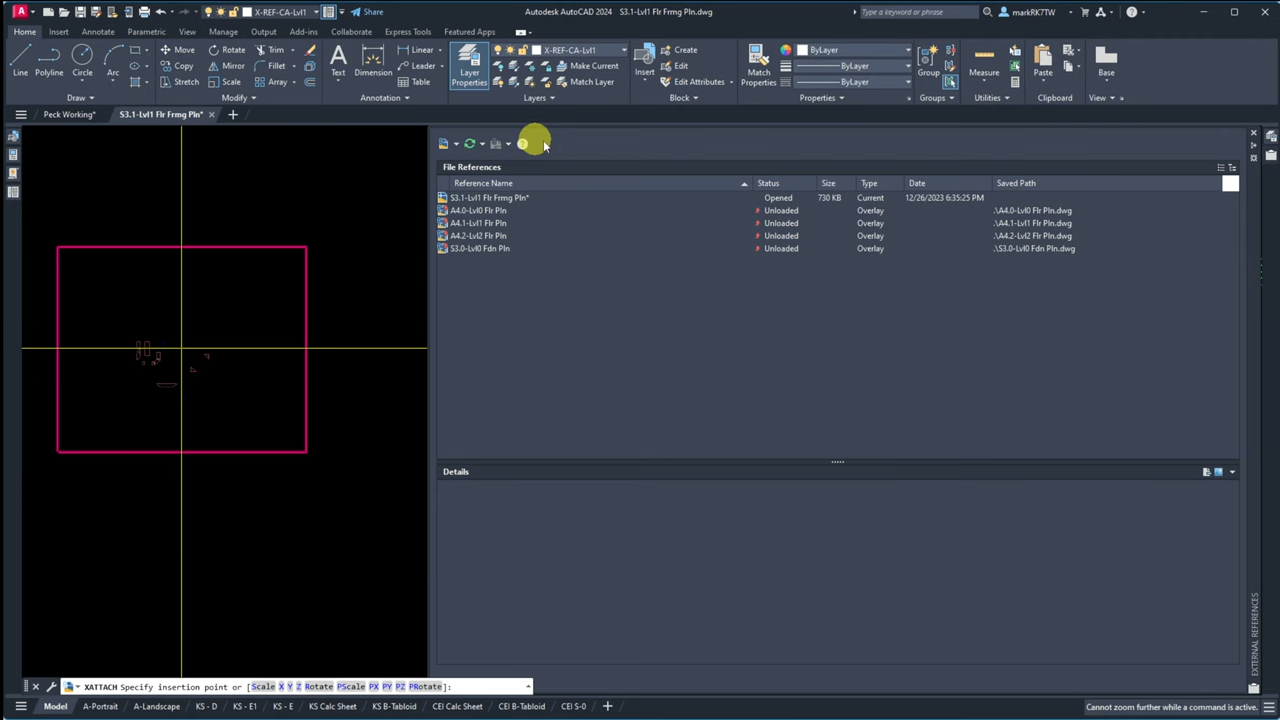 A X-REF-CA-Lvl1 Share Autodesk AutoCAD 2024 S3.1-Lvl1 Flr Frmg Pln.dwg Type a keyword or phrase markRK7TW
Home Insert Annotate Parametric View Manage Output Add-ins Collaborate Express Tools Featured Apps
Line Polyline Circle Arc
Move Rotate Trim
Copy Mirror Fillet
Stretch Scale Array
Text Dimension
Linear
Leader
Table
Layer Properties
X-REF-CA-Lvl1
Make Current
Match Layer
Insert
Create
Edit
Edit Attributes
Match Properties
ByLayer
ByLayer
ByLayer
Group Measure Paste Base
Draw Modify Annotation Layers Block Properties Groups Utilities Clipboard View
Peck Working* S3.1-Lvl1 Flr Frmg Pln*
File References
Reference Name Status Size Type Date Saved Path
S3.1-Lvl1 Flr Frmg Pln* Opened 730 KB Current 12/26/2023 6:35:25 PM
A4.0-Lvl0 Flr Pln Unloaded Overlay .\A4.0-Lvl0 Flr Pln.dwg
A4.1-Lvl1 Flr Pln Unloaded Overlay .\A4.1-Lvl1 Flr Pln.dwg
A4.2-Lvl2 Flr Pln Unloaded Overlay .\A4.2-Lvl2 Flr Pln.dwg
S3.0-Lvl0 Fdn Pln Unloaded Overlay .\S3.0-Lvl0 Fdn Pln.dwg
Details
EXTERNAL REFERENCES
XATTACH Specify insertion point or [Scale X Y Z Rotate PScale PX PY PZ PRotate]:
Model A-Portrait A-Landscape KS - D KS - E1 KS - E KS Calc Sheet KS B-Tabloid CEI Calc Sheet CEI B-Tabloid CEI S-0 Cannot zoom further while a command is active.